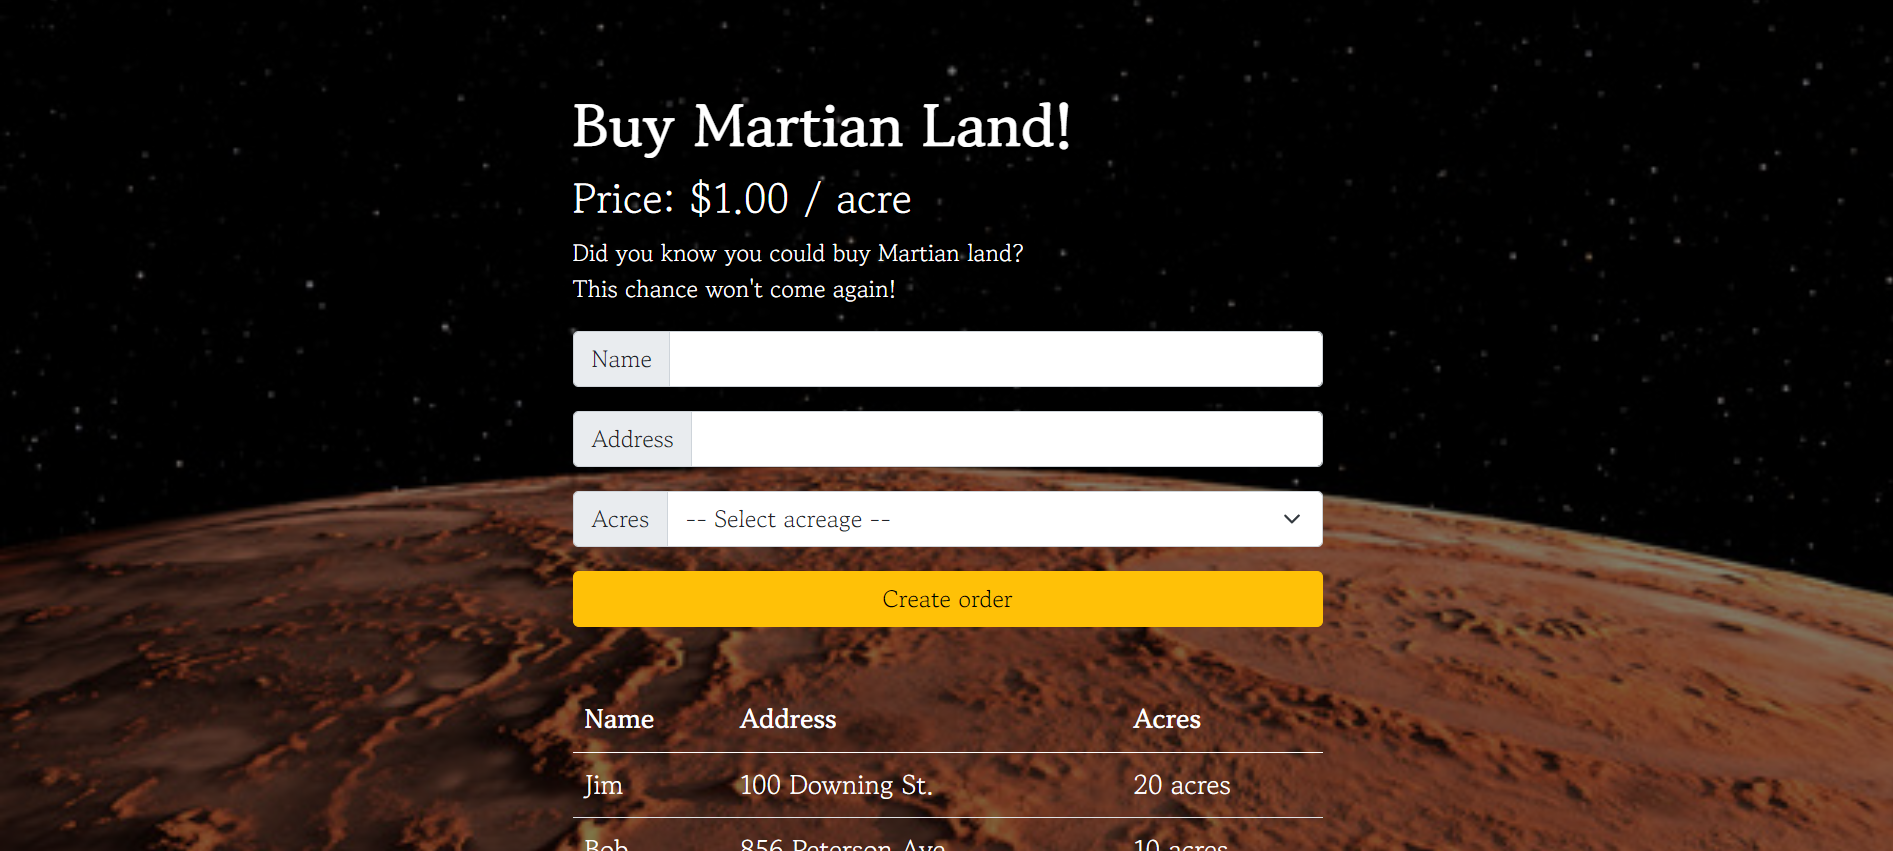 Buy Martian Land!
Price: $1.00 / acre
Did you know you could buy Martian land?
This chance won't come again!
Name
Address
Acres -- Select acreage --
Create order
Name Address Acres
Jim 100 Downing St. 20 acres
Bob 856 Peterson Ave. 10 acres